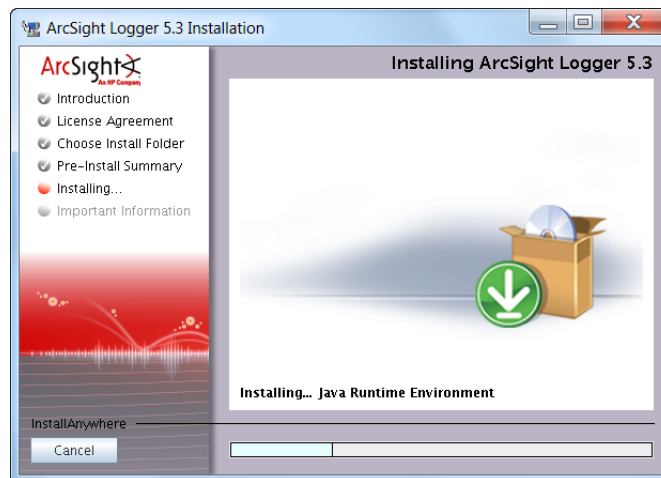 ArcSight Logger 5.3 Installation
ArcSight
An HP Company
Introduction
License Agreement
Choose Install Folder
Pre-Install Summary
Installing...
Important Information
Installing ArcSight Logger 5.3
Installing... Java Runtime Environment
InstallAnywhere
Cancel